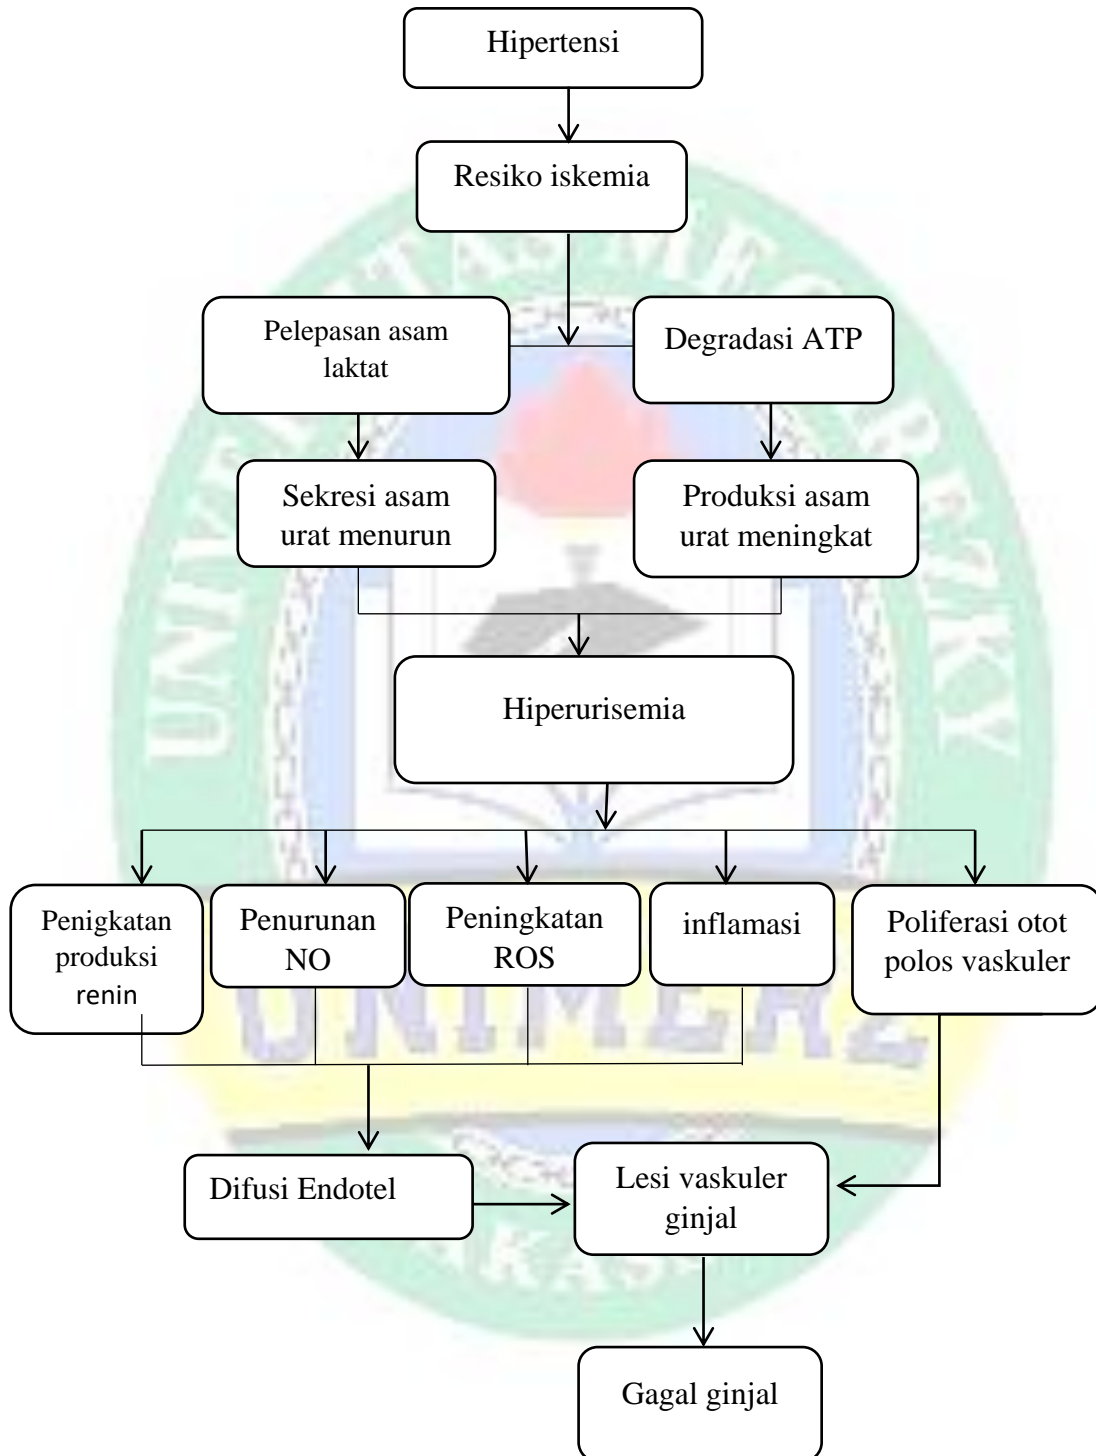 Hipertensi
Resiko iskemia
Pelepasan asam
laktat
Degradasi ATP
Sekresi asam
urat menurun
Produksi asam
urat meningkat
Hiperurisemia
Penigkatan
produksi
renin
Penurunan
NO
Peningkatan
ROS
inflamasi
Poliferasi otot
polos vaskuler
Difusi Endotel
Lesi vaskuler
ginjal
Gagal ginjal
UNIMERZ